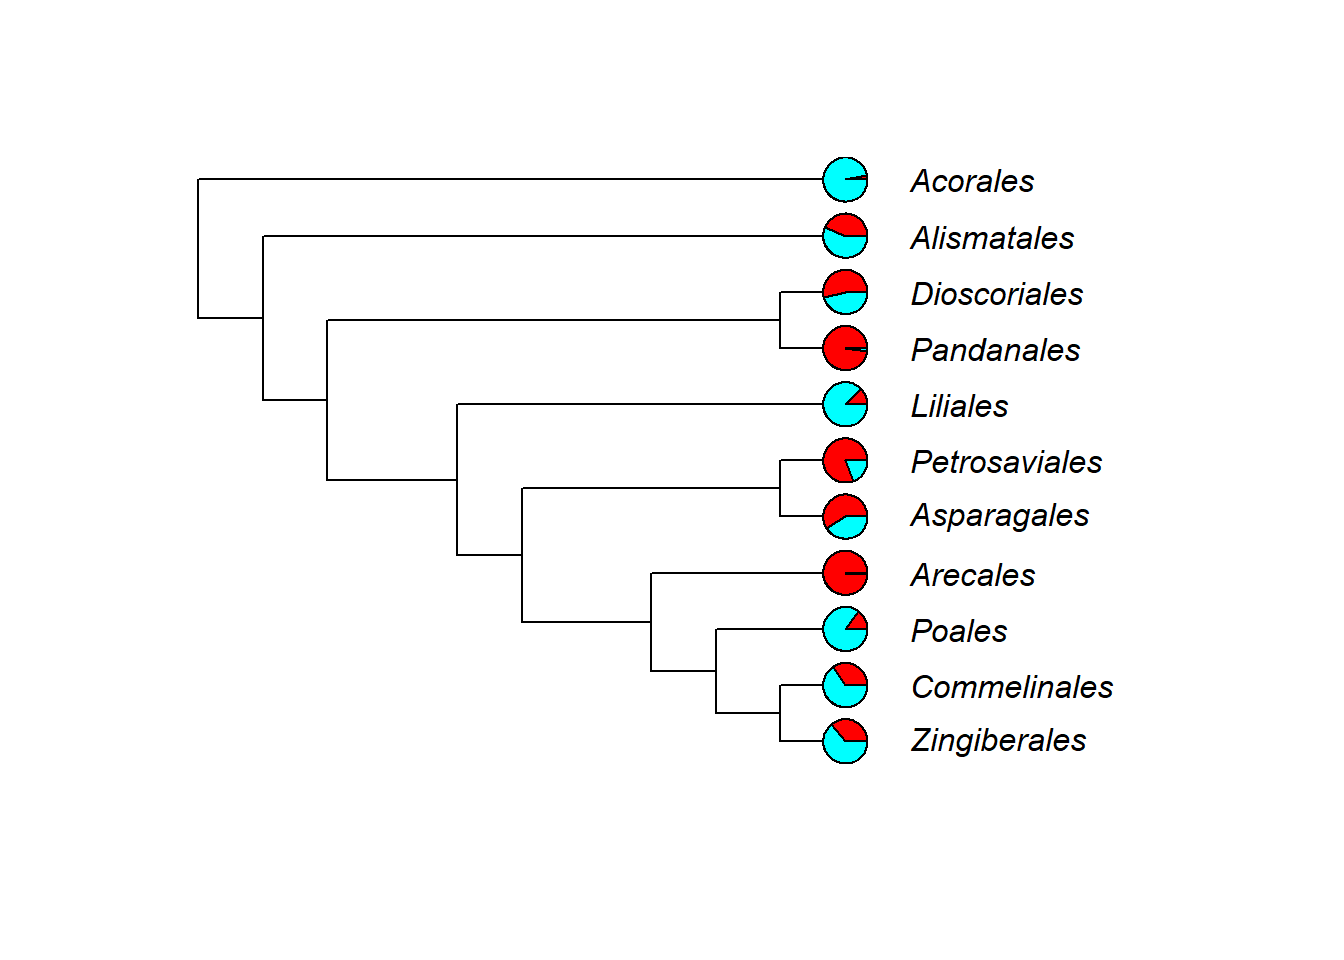 Acorales
Alismatales
Dioscoriales
Pandanales
Liliales
Petrosaviales
Asparagales
Arecales
Poales
Commelinales
Zingiberales